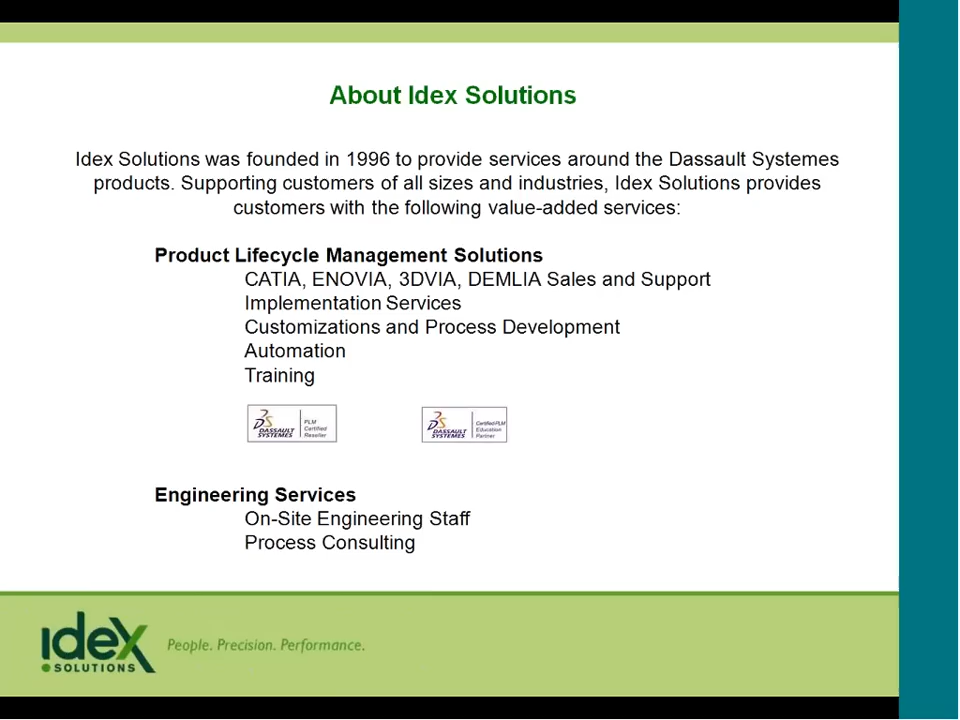 About Idex Solutions
Idex Solutions was founded in 1996 to provide services around the Dassault Systemes
products. Supporting customers of all sizes and industries, Idex Solutions provides
customers with the following value-added services:
Product Lifecycle Management Solutions
CATIA, ENOVIA, 3DVIA, DEMLIA Sales and Support
Implementation Services
Customizations and Process Development
Automation
Training
DASSAULT
SYSTEMES
PLM
Certified
Reseller
DASSAULT
SYSTEMES
Certified PLM
Education
Partner
Engineering Services
On-Site Engineering Staff
Process Consulting
idex
SOLUTIONS
People. Precision. Performance.